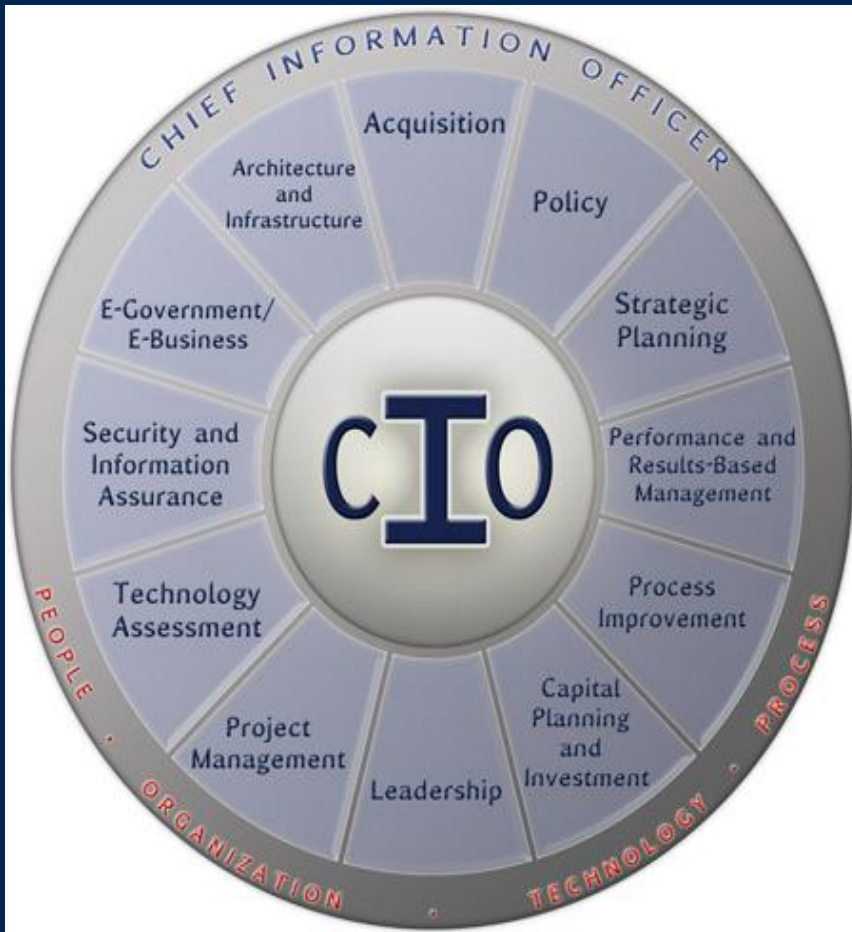 CHIEF INFORMATION OFFICER
Acquisition
Policy
Strategic
Planning
Performance and
Results-Based
Management
Process
Improvement
Capital
Planning
and
Investment
Leadership
Project
Management
Technology
Assessment
Security and
Information
Assurance
E-Government/
E-Business
Architecture
and
Infrastructure
CIO
PEOPLE · ORGANIZATION · TECHNOLOGY · PROCESS